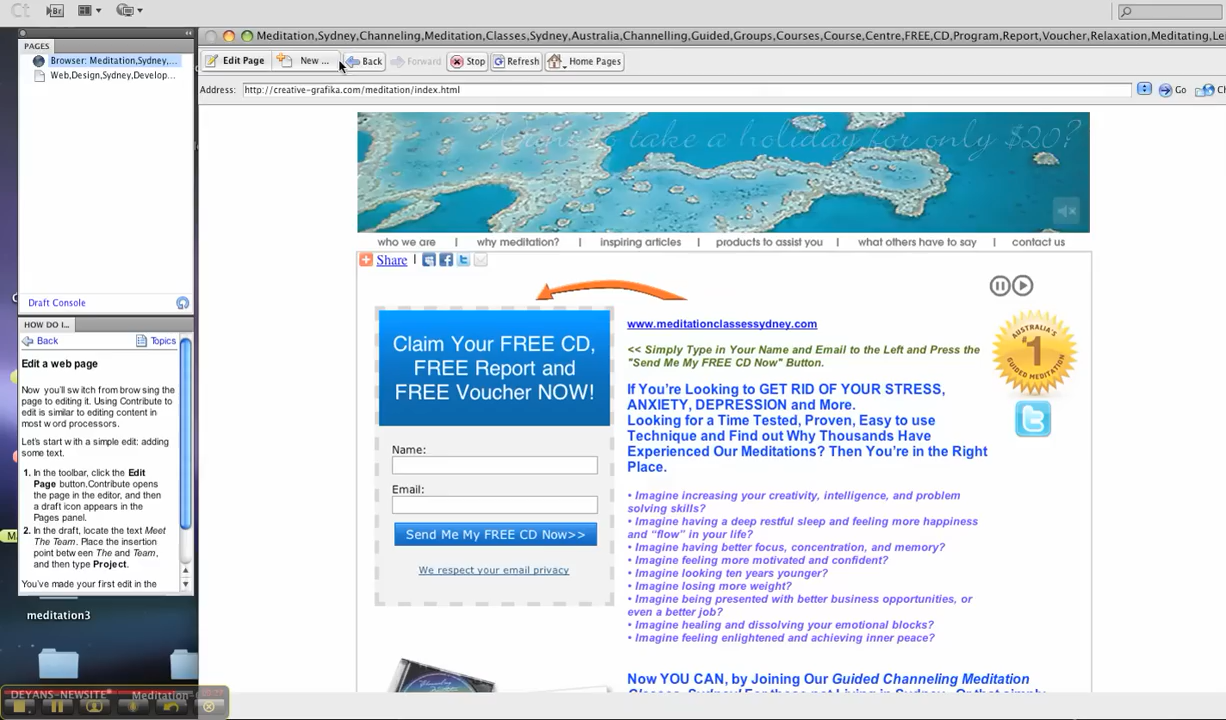 Ct Br
PAGES
Browser: Meditation,Sydney,...
Web,Design,Sydney,Develop...
Draft Console
HOW DO I...
Back Topics
Edit a web page
Now you'll switch from browsing the
page to editing it. Using Contribute to
edit is similar to editing content in
most word processors.
Let's start with a simple edit: adding
some text.
1. In the toolbar, click the Edit
Page button.Contribute opens
the page in the editor, and then
a draft icon appears in the
Pages panel.
2. In the draft, locate the text Meet
The Team. Place the insertion
point between The and Team,
and then type Project.
You've made your first edit in the
meditation3
DEYANS-NEWSITE Meditation
Meditation,Sydney,Channeling,Meditation,Classes,Sydney,Australia,Channelling,Guided,Groups,Courses,Course,Centre,FREE,CD,Program,Report,Voucher,Relaxation,Meditating,Le
Edit Page New ... Back Forward Stop Refresh Home Pages
Address: http://creative-grafika.com/meditation/index.html Go Ch
take a holiday for only $20?
who we are | why meditation? | inspiring articles | products to assist you | what others have to say | contact us
Share |
Claim Your FREE CD,
FREE Report and
FREE Voucher NOW!
Name:
Email:
Send Me My FREE CD Now>>
We respect your email privacy
www.meditationclassessydney.com
<< Simply Type in Your Name and Email to the Left and Press the
"Send Me My FREE CD Now" Button.
If You're Looking to GET RID OF YOUR STRESS,
ANXIETY, DEPRESSION and More.
Looking for a Time Tested, Proven, Easy to use
Technique and Find out Why Thousands Have
Experienced Our Meditations? Then You're in the Right
Place.
• Imagine increasing your creativity, intelligence, and problem
solving skills?
• Imagine having a deep restful sleep and feeling more happiness
and “flow” in your life?
• Imagine having better focus, concentration, and memory?
• Imagine feeling more motivated and confident?
• Imagine looking ten years younger?
• Imagine losing more weight?
• Imagine being presented with better business opportunities, or
even a better job?
• Imagine healing and dissolving your emotional blocks?
• Imagine feeling enlightened and achieving inner peace?
Now YOU CAN, by Joining Our Guided Channeling Meditation
Classes, Sydney! For those not Living in Sydney, Or that simply
AUSTRALIA'S
#1
GUIDED MEDITATION